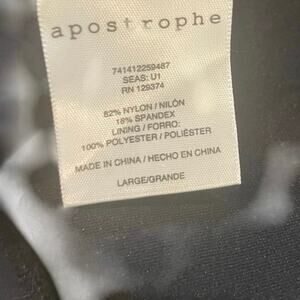 apostrophe
741412259487
SEAS: U1
RN 129374
82% NYLON / NILÓN
18% SPANDEX
LINING / FORRO:
100% POLYESTER / POLIÉSTER
MADE IN CHINA / HECHO EN CHINA
LARGE/GRANDE